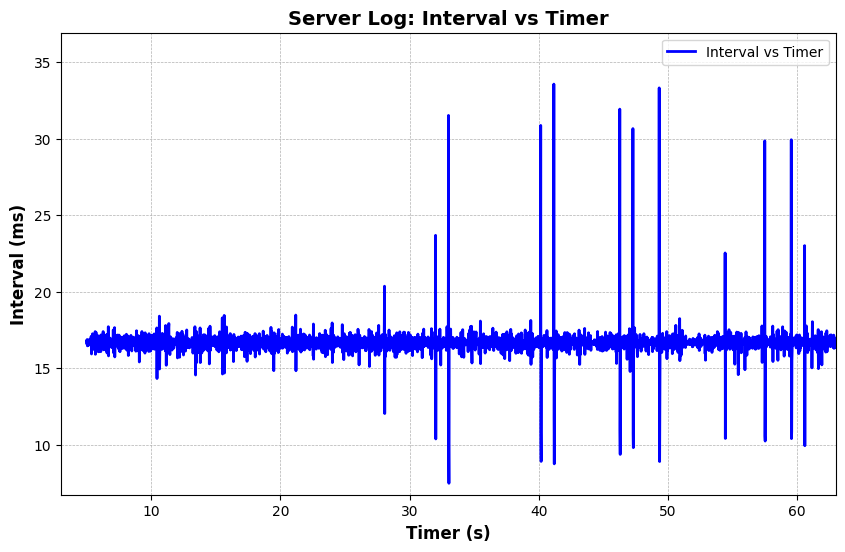 Server Log: Interval vs Timer
Interval vs Timer
35
30
25
20
15
10
Interval (ms)
10 20 30 40 50 60
Timer (s)